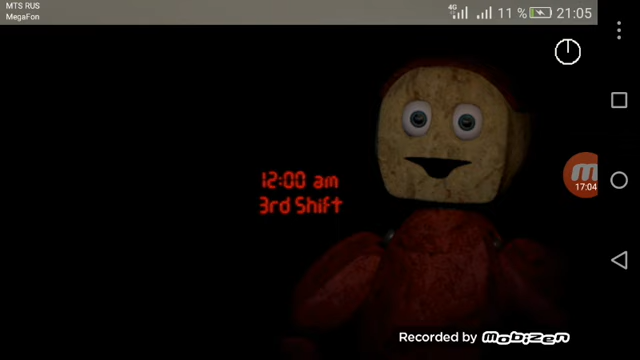 MTS RUS
MegaFon
4G 11 % 21:05
12:00 am
3rd Shift
17:04
Recorded by Mobizen